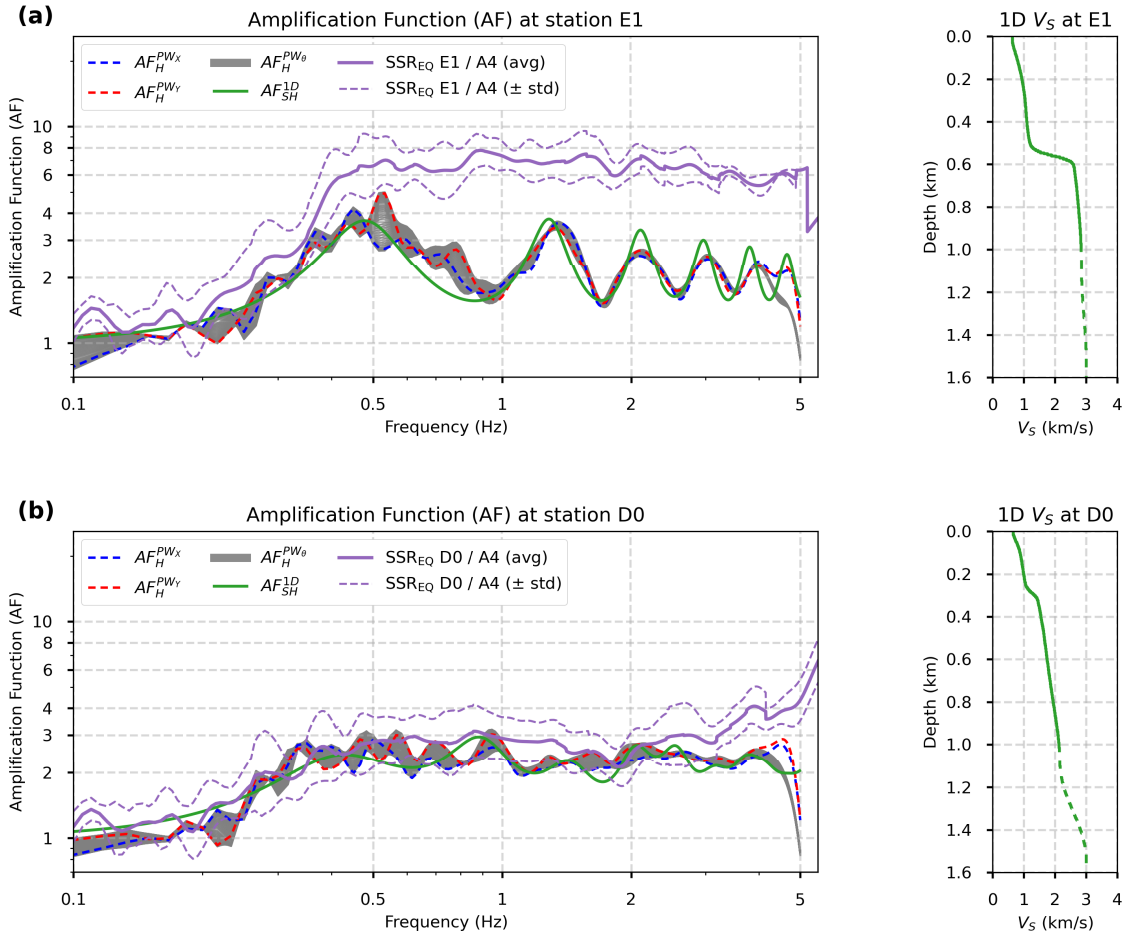 (a)
Amplification Function (AF) at station E1
Amplification Function (AF)
10
8
6
4
3
2
1
AF_H^{PW_X}
AF_H^{PW_Y}
AF_H^{PW_θ}
AF_{SH}^{1D}
SSR_EQ E1 / A4 (avg)
SSR_EQ E1 / A4 (± std)
0.1 0.5 1 2 5
Frequency (Hz)
1D V_S at E1
Depth (km)
0.0
0.2
0.4
0.6
0.8
1.0
1.2
1.4
1.6
0 1 2 3 4
V_S (km/s)
(b)
Amplification Function (AF) at station D0
Amplification Function (AF)
10
8
6
4
3
2
1
AF_H^{PW_X}
AF_H^{PW_Y}
AF_H^{PW_θ}
AF_{SH}^{1D}
SSR_EQ D0 / A4 (avg)
SSR_EQ D0 / A4 (± std)
0.1 0.5 1 2 5
Frequency (Hz)
1D V_S at D0
Depth (km)
0.0
0.2
0.4
0.6
0.8
1.0
1.2
1.4
1.6
0 1 2 3 4
V_S (km/s)